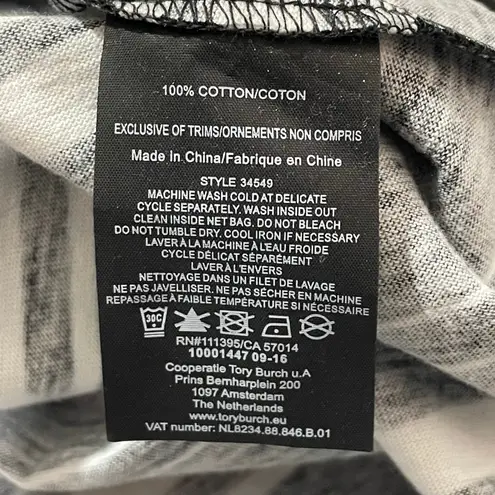 100% COTTON/COTON
EXCLUSIVE OF TRIMS/ORNEMENTS NON COMPRIS
Made in China/Fabrique en Chine
STYLE 34549
MACHINE WASH COLD AT DELICATE
CYCLE SEPARATELY. WASH INSIDE OUT
CLEAN INSIDE NET BAG. DO NOT BLEACH
DO NOT TUMBLE DRY. COOL IRON IF NECESSARY
LAVER À LA MACHINE À L'EAU FROIDE
CYCLE DÉLICAT SÉPARÉMENT
LAVER À L'ENVERS
NETTOYAGE DANS UN FILET DE LAVAGE
NE PAS JAVELLISER. NE PAS SÉCHER EN MACHINE
REPASSAGE À FAIBLE TEMPÉRATURE SI NÉCESSAIRE
30C
RN#111395/CA 57014
10001447 09-16
Cooperatie Tory Burch u.A
Prins Bernharplein 200
1097 Amsterdam
The Netherlands
www.toryburch.eu
VAT number: NL8234.88.846.B.01